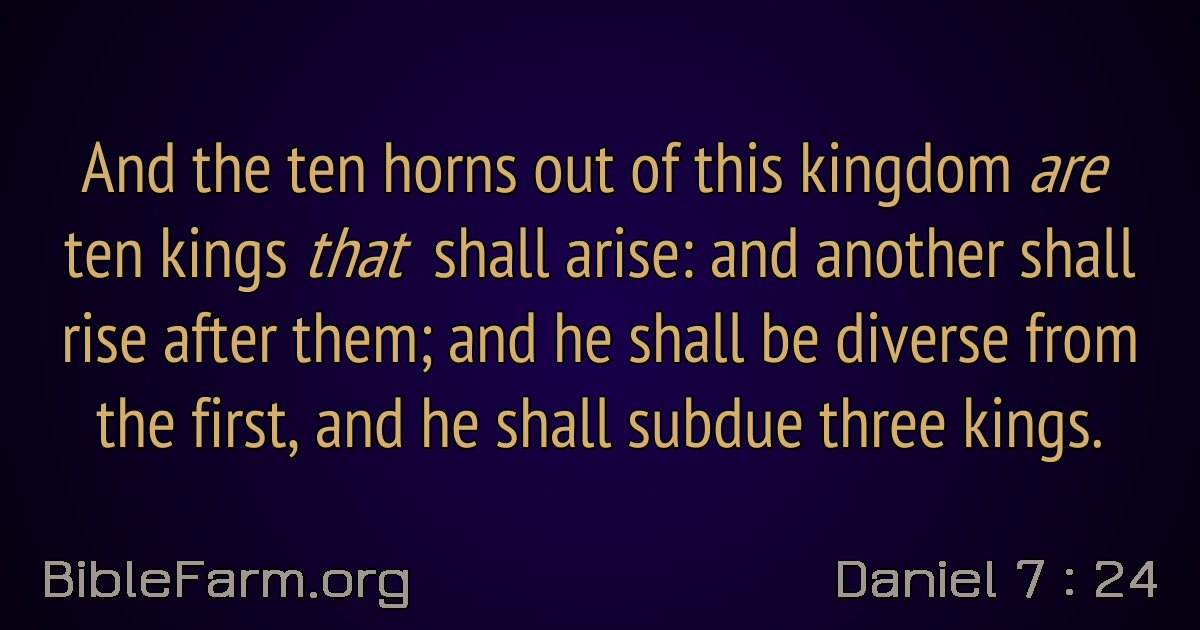 And the ten horns out of this kingdom are
ten kings that shall arise: and another shall
rise after them; and he shall be diverse from
the first, and he shall subdue three kings.
BibleFarm.org
Daniel 7 : 24